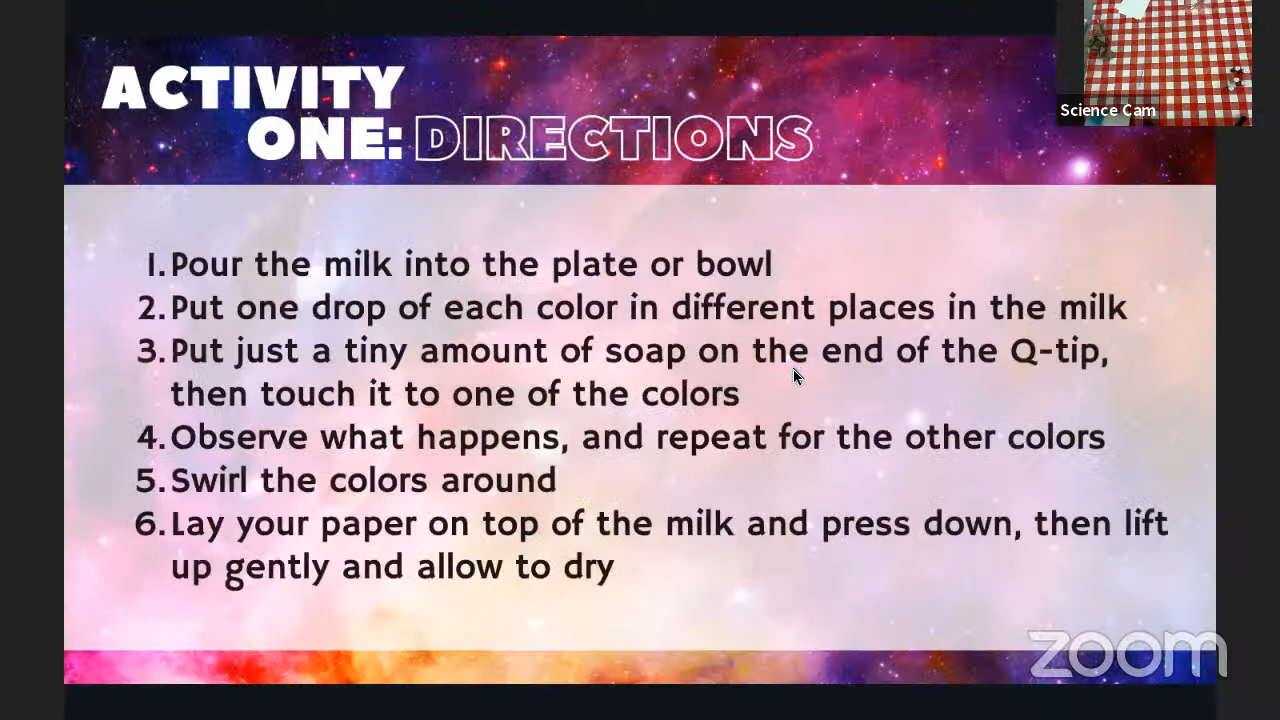 Science Cam
ACTIVITY
ONE: DIRECTIONS
1. Pour the milk into the plate or bowl
2. Put one drop of each color in different places in the milk
3. Put just a tiny amount of soap on the end of the Q-tip,
then touch it to one of the colors
4. Observe what happens, and repeat for the other colors
5. Swirl the colors around
6. Lay your paper on top of the milk and press down, then lift
up gently and allow to dry
zoom